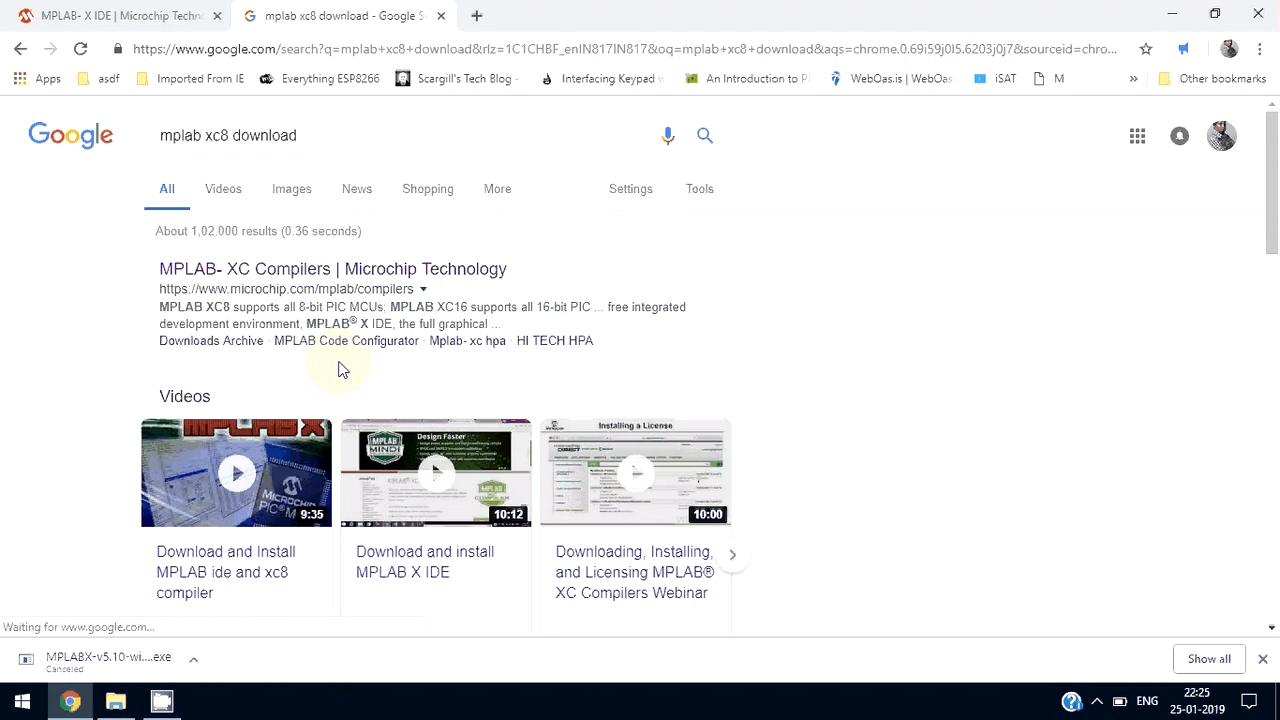 MPLAB- X IDE | Microchip Techno
mplab xc8 download - Google S
https://www.google.com/search?q=mplab+xc8+download&rlz=1C1CHBF_enIN817IN817&oq=mplab+xc8+download&aqs=chrome.0.69i59j0l5.6203j0j7&sourceid=chro...
Apps
asdf
Imported From IE
Everything ESP8266
Scargill's Tech Blog -
Interfacing Keypad w
An Introduction to P
WebOas.is | WebOas
iSAT
M
»
Other bookmarks
Google
mplab xc8 download
All
Videos
Images
News
Shopping
More
Settings
Tools
About 1,02,000 results (0.36 seconds)
MPLAB- XC Compilers | Microchip Technology
https://www.microchip.com/mplab/compilers
MPLAB XC8 supports all 8-bit PIC MCUs; MPLAB XC16 supports all 16-bit PIC ... free integrated
development environment, MPLAB® X IDE, the full graphical ...
Downloads Archive · MPLAB Code Configurator · Mplab- xc hpa · HI TECH HPA
Videos
MPLAB X
MICROCHIP
PIC® M
9:35
Design Faster
MPLAB
MINDI
10:12
Installing a License
10:00
Download and Install
MPLAB ide and xc8
compiler
Download and install
MPLAB X IDE
Downloading, Installing,
and Licensing MPLAB®
XC Compilers Webinar
Waiting for www.google.com...
MPLABX-v5.10-wi....exe
Canceled
Show all
ENG
22:25
25-01-2019